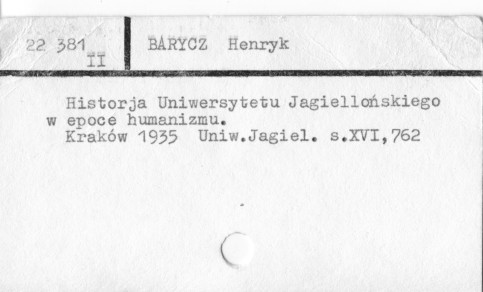 22 381
II
BARYCZ Henryk
Historja Uniwersytetu Jagiellońskiego
w epoce humanizmu.
Kraków 1935 Uniw.Jagiel. s.XVI,762